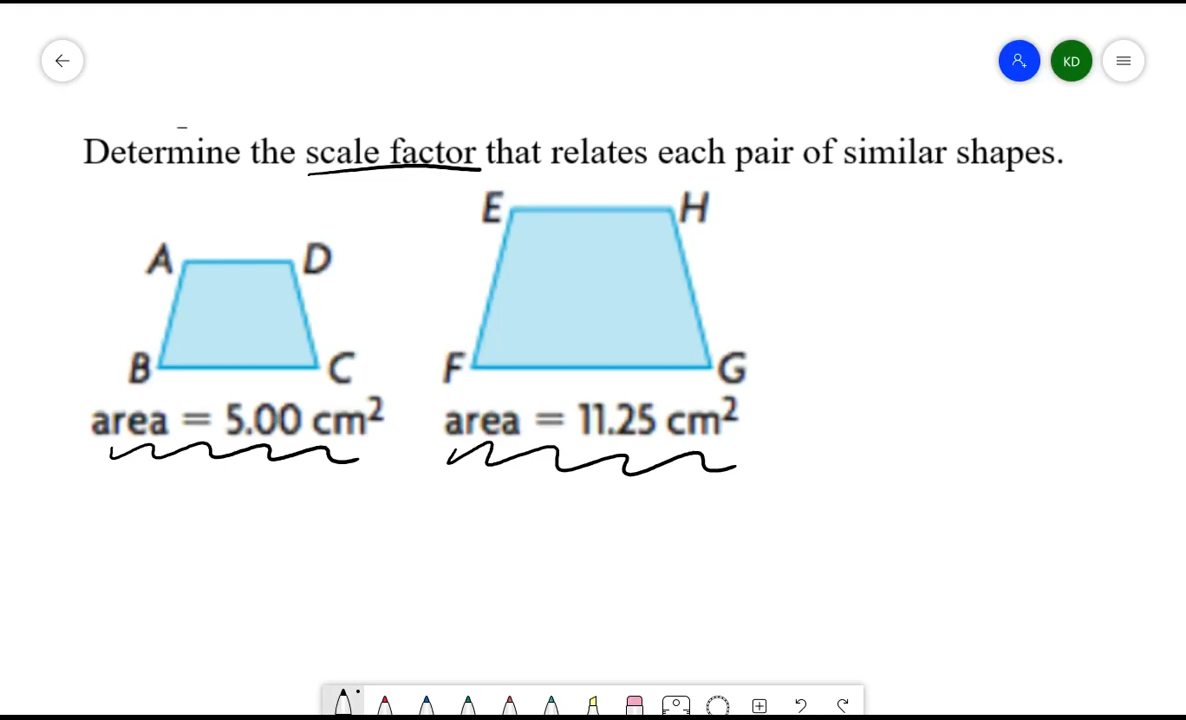 KD
Determine the scale factor that relates each pair of similar shapes.
E H
A D
B C F G
area = 5.00 cm² area = 11.25 cm²